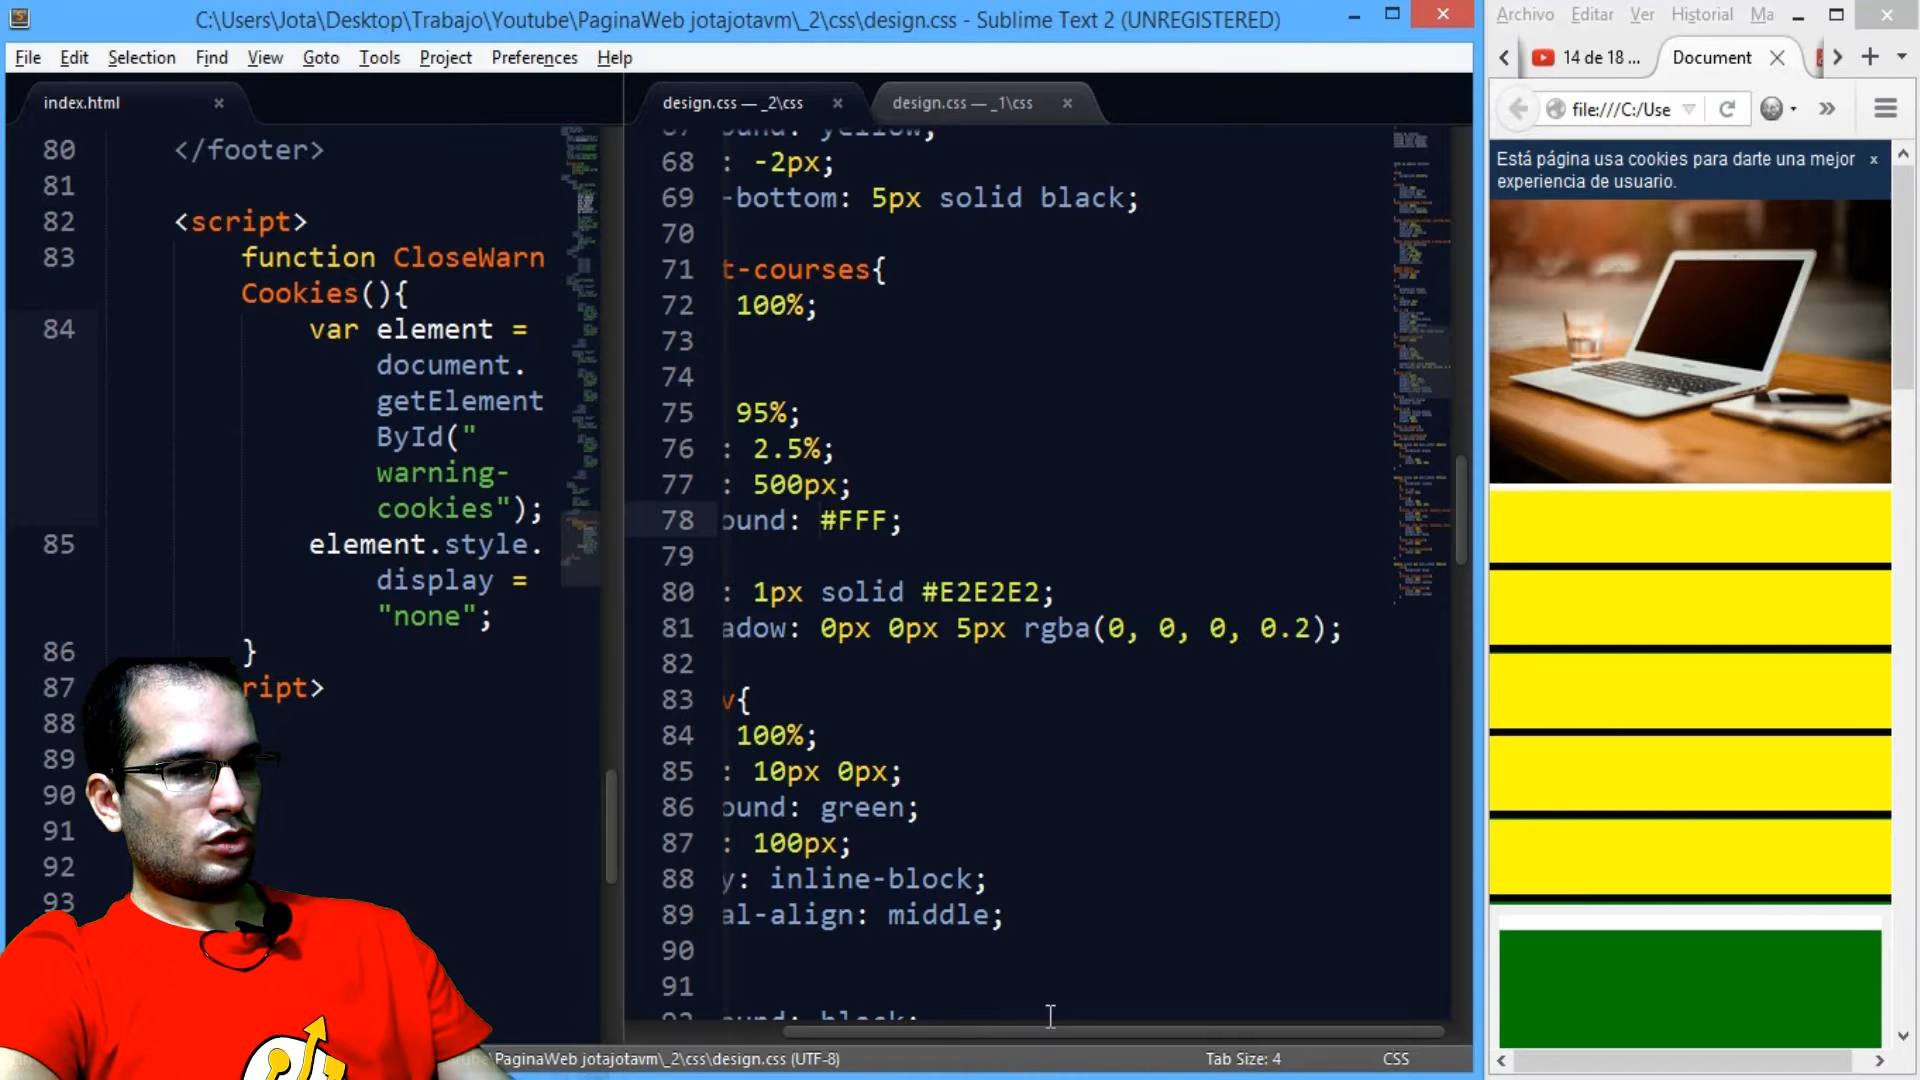 C:\Users\Jota\Desktop\Trabajo\Youtube\PaginaWeb jotajotavm\_2\css\design.css - Sublime Text 2 (UNREGISTERED)
File Edit Selection Find View Goto Tools Project Preferences Help
index.html
80 </footer>
81
82 <script>
83 function CloseWarn
Cookies(){
84 var element =
document.
getElement
ById("
warning-
cookies");
85 element.style.
display =
"none";
86 }
87 ript>
88
89
90
91
92
93
design.css — _2\css design.css — _1\css
68 : -2px;
69 -bottom: 5px solid black;
70
71 t-courses{
72 100%;
73
74
75 95%;
76 : 2.5%;
77 : 500px;
78 ound: #FFF;
79
80 : 1px solid #E2E2E2;
81 adow: 0px 0px 5px rgba(0, 0, 0, 0.2);
82
83 v{
84 100%;
85 : 10px 0px;
86 ound: green;
87 : 100px;
88 y: inline-block;
89 al-align: middle;
90
91
PaginaWeb jotajotavm\_2\css\design.css (UTF-8) Tab Size: 4 CSS
Archivo Editar Ver Historial Ma
14 de 18 ... Document
file:///C:/Use
Está página usa cookies para darte una mejor x
experiencia de usuario.